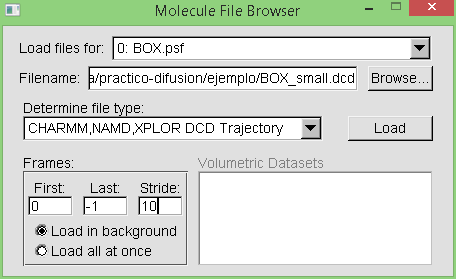 Molecule File Browser
Load files for: 0: BOX.psf
Filename: a/practico-difusion/ejemplo/BOX_small.dcd Browse...
Determine file type:
CHARMM,NAMD,XPLOR DCD Trajectory Load
Frames: Volumetric Datasets
First: Last: Stride:
0 -1 10
Load in background
Load all at once